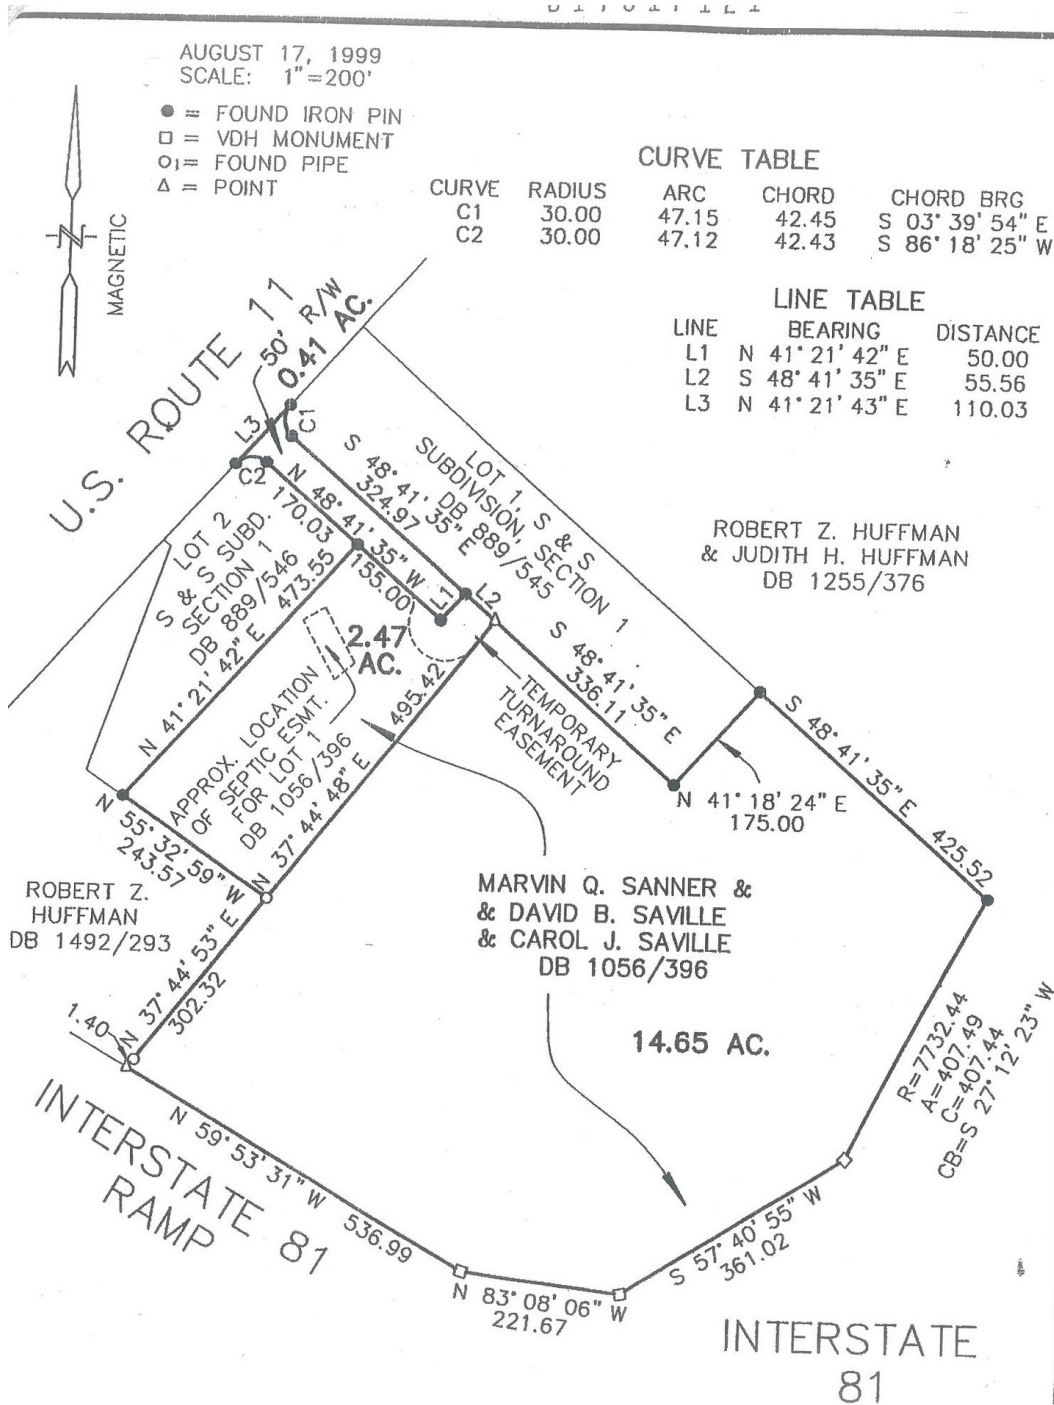 AUGUST 17, 1999
SCALE: 1"=200'
● = FOUND IRON PIN
□ = VDH MONUMENT
○ = FOUND PIPE
△ = POINT
MAGNETIC
CURVE TABLE
CURVE RADIUS ARC CHORD CHORD BRG
C1 30.00 47.15 42.45 S 03° 39' 54" E
C2 30.00 47.12 42.43 S 86° 18' 25" W
LINE TABLE
LINE BEARING DISTANCE
L1 N 41° 21' 42" E 50.00
L2 S 48° 41' 35" E 55.56
L3 N 41° 21' 43" E 110.03
U.S. ROUTE 11
50' R/W
0.41 AC.
L3
C1
C2
S 48° 41' 35" E
324.97
LOT 1, S & S
SUBDIVISION, SECTION 1
DB 889/545
N 48° 41' 35" W
170.03
155.00
L1
L2
ROBERT Z. HUFFMAN
& JUDITH H. HUFFMAN
DB 1255/376
LOT 2
S & S SUBD.
SECTION 1
DB 889/546
N 41° 21' 42" E 473.55
2.47
AC.
APPROX. LOCATION
OF SEPTIC ESMT.
FOR LOT 1
DB 1056/396
N 37° 44' 48" E 495.42
TEMPORARY
TURNAROUND
EASEMENT
S 48° 41' 35" E
336.11
N 41° 18' 24" E
175.00
S 48° 41' 35" E 425.52
N 55° 32' 59" W
243.57
ROBERT Z.
HUFFMAN
DB 1492/293
MARVIN Q. SANNER &
& DAVID B. SAVILLE
& CAROL J. SAVILLE
DB 1056/396
14.65 AC.
N 37° 44' 53" E
302.32
1.40
R=7732.44
A=407.49
C=407.44
CB=S 27° 12' 23" W
N 59° 53' 31" W 536.99
INTERSTATE 81
RAMP
N 83° 08' 06" W
221.67
S 57° 40' 55" W
361.02
INTERSTATE
81